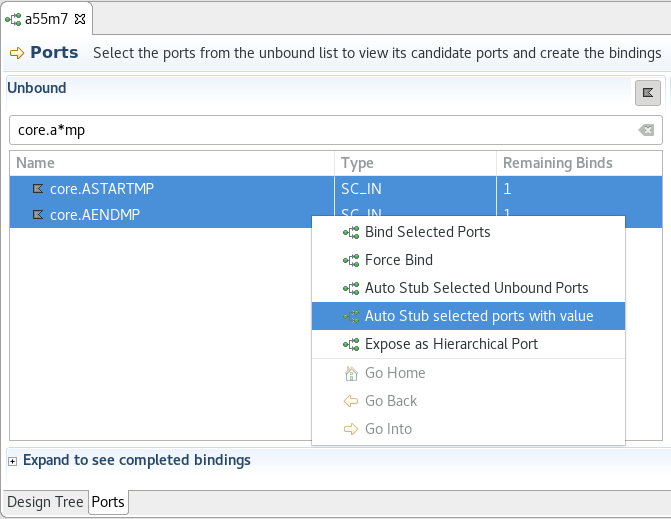 a55m7
Ports Select the ports from the unbound list to view its candidate ports and create the bindings
Unbound
core.a*mp
Name Type Remaining Binds
core.ASTARTMP SC_IN 1
core.AENDMP SC_IN 1
Bind Selected Ports
Force Bind
Auto Stub Selected Unbound Ports
Auto Stub selected ports with value
Expose as Hierarchical Port
Go Home
Go Back
Go Into
Expand to see completed bindings
Design Tree Ports